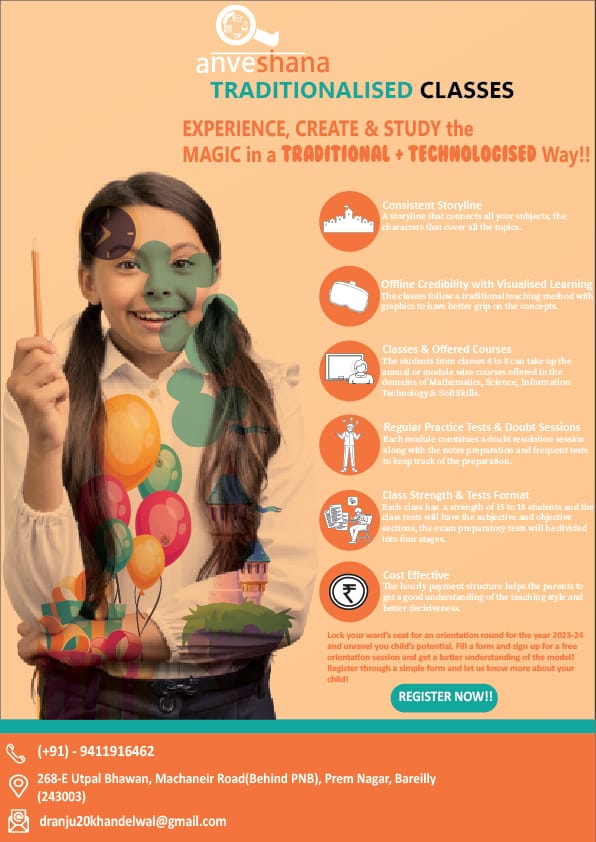 anveshana
TRADITIONALISED CLASSES
EXPERIENCE, CREATE & STUDY the
MAGIC in a TRADITIONAL + TECHNOLOGISED Way!!
Consistent Storyline
A storyline that connects all your subjects, the
characters that cover all the topics.
Offline Credibility with Visualised Learning
The classes follow a traditional teaching method with
graphics to have better grip on the concepts.
Classes & Offered Courses
The students from classes 4 to 8 can take up the
annual or module wise courses offered in the
domains of Mathematics, Science, Information
Technology & Soft Skills.
Regular Practice Tests & Doubt Sessions
Each module constitues a doubt resolution session
along with the notes preparation and frequent tests
to keep track of the preparation.
Class Strength & Tests Format
Each class has a strength of 15 to 18 students and the
class tests will have the subjective and objective
sections, the exam preparatory tests will be divided
into four stages.
₹
Cost Effective
The hourly payment structure helps the parents to
get a good understanding of the teaching style and
better decisiveness.
Lock your ward's seat for an orientation round for the year 2023-24
and unravel you child's potential. Fill a form and sign up for a free
orientation session and get a better understanding of the model!
Register through a simple form and let us know more about your
child!
REGISTER NOW!!
(+91) - 9411916462
268-E Utpal Bhawan, Machaneir Road(Behind PNB), Prem Nagar, Bareilly
(243003)
dranju20khandelwal@gmail.com